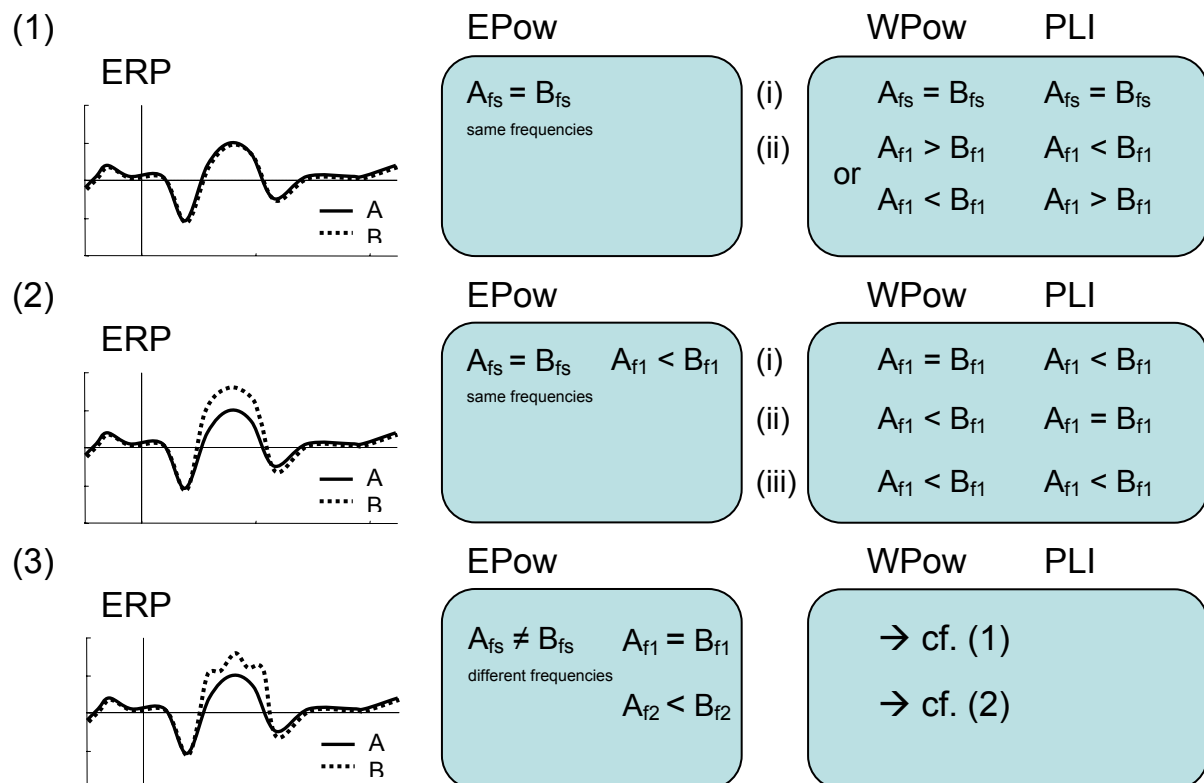 (1)
EPow
WPow PLI
ERP
A
B
A_fs = B_fs
same frequencies
(i) A_fs = B_fs A_fs = B_fs
(ii) A_f1 > B_f1 A_f1 < B_f1
or
A_f1 < B_f1 A_f1 > B_f1
(2)
EPow
WPow PLI
ERP
A
B
A_fs = B_fs A_f1 < B_f1
same frequencies
(i) A_f1 = B_f1 A_f1 < B_f1
(ii) A_f1 < B_f1 A_f1 = B_f1
(iii) A_f1 < B_f1 A_f1 < B_f1
(3)
EPow
WPow PLI
ERP
A
B
A_fs ≠ B_fs A_f1 = B_f1
different frequencies
A_f2 < B_f2
→ cf. (1)
→ cf. (2)